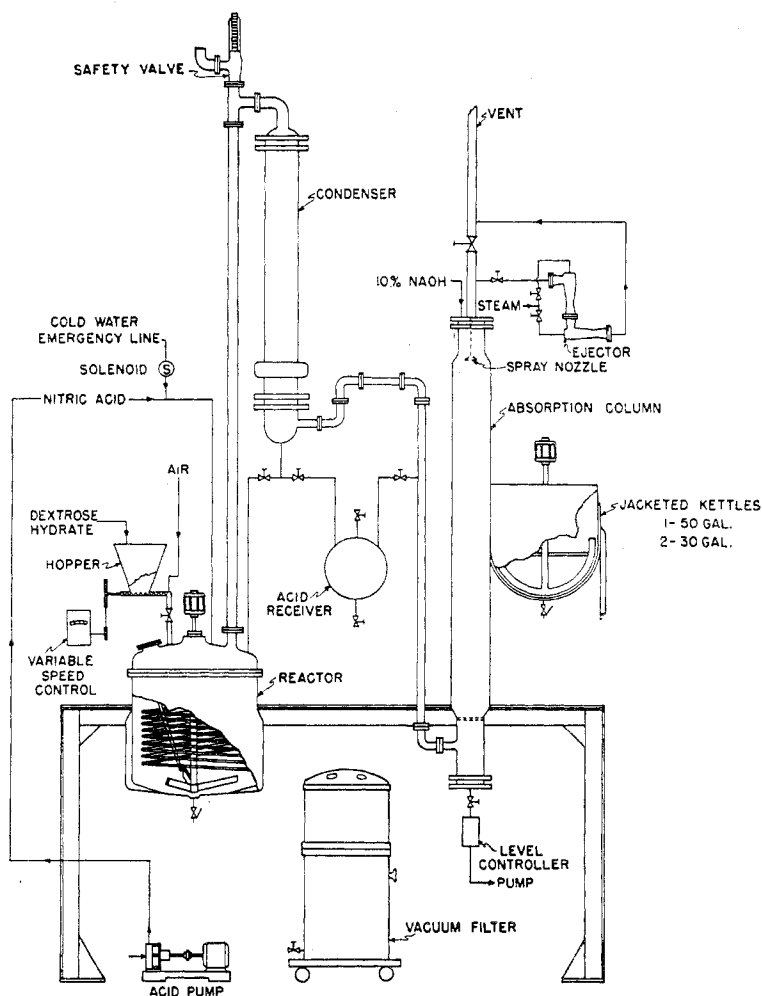 SAFETY VALVE
VENT
CONDENSER
10% NAOH
STEAM
COLD WATER
EMERGENCY LINE
EJECTOR
SOLENOID
S
SPRAY NOZZLE
NITRIC ACID
ABSORPTION COLUMN
AIR
DEXTROSE
HYDRATE
JACKETED KETTLES
1-50 GAL.
2-30 GAL.
HOPPER
ACID
RECEIVER
VARIABLE
SPEED
CONTROL
REACTOR
LEVEL
CONTROLLER
PUMP
VACUUM FILTER
ACID PUMP